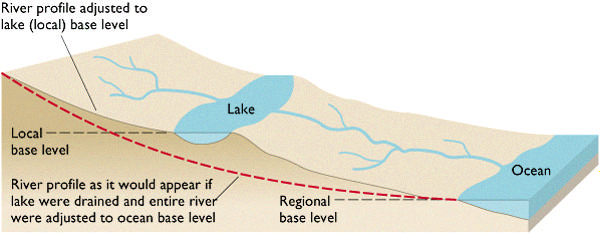 River profile adjusted to
lake (local) base level
Lake
Local
base level
Ocean
River profile as it would appear if
lake were drained and entire river
were adjusted to ocean base level
Regional
base level